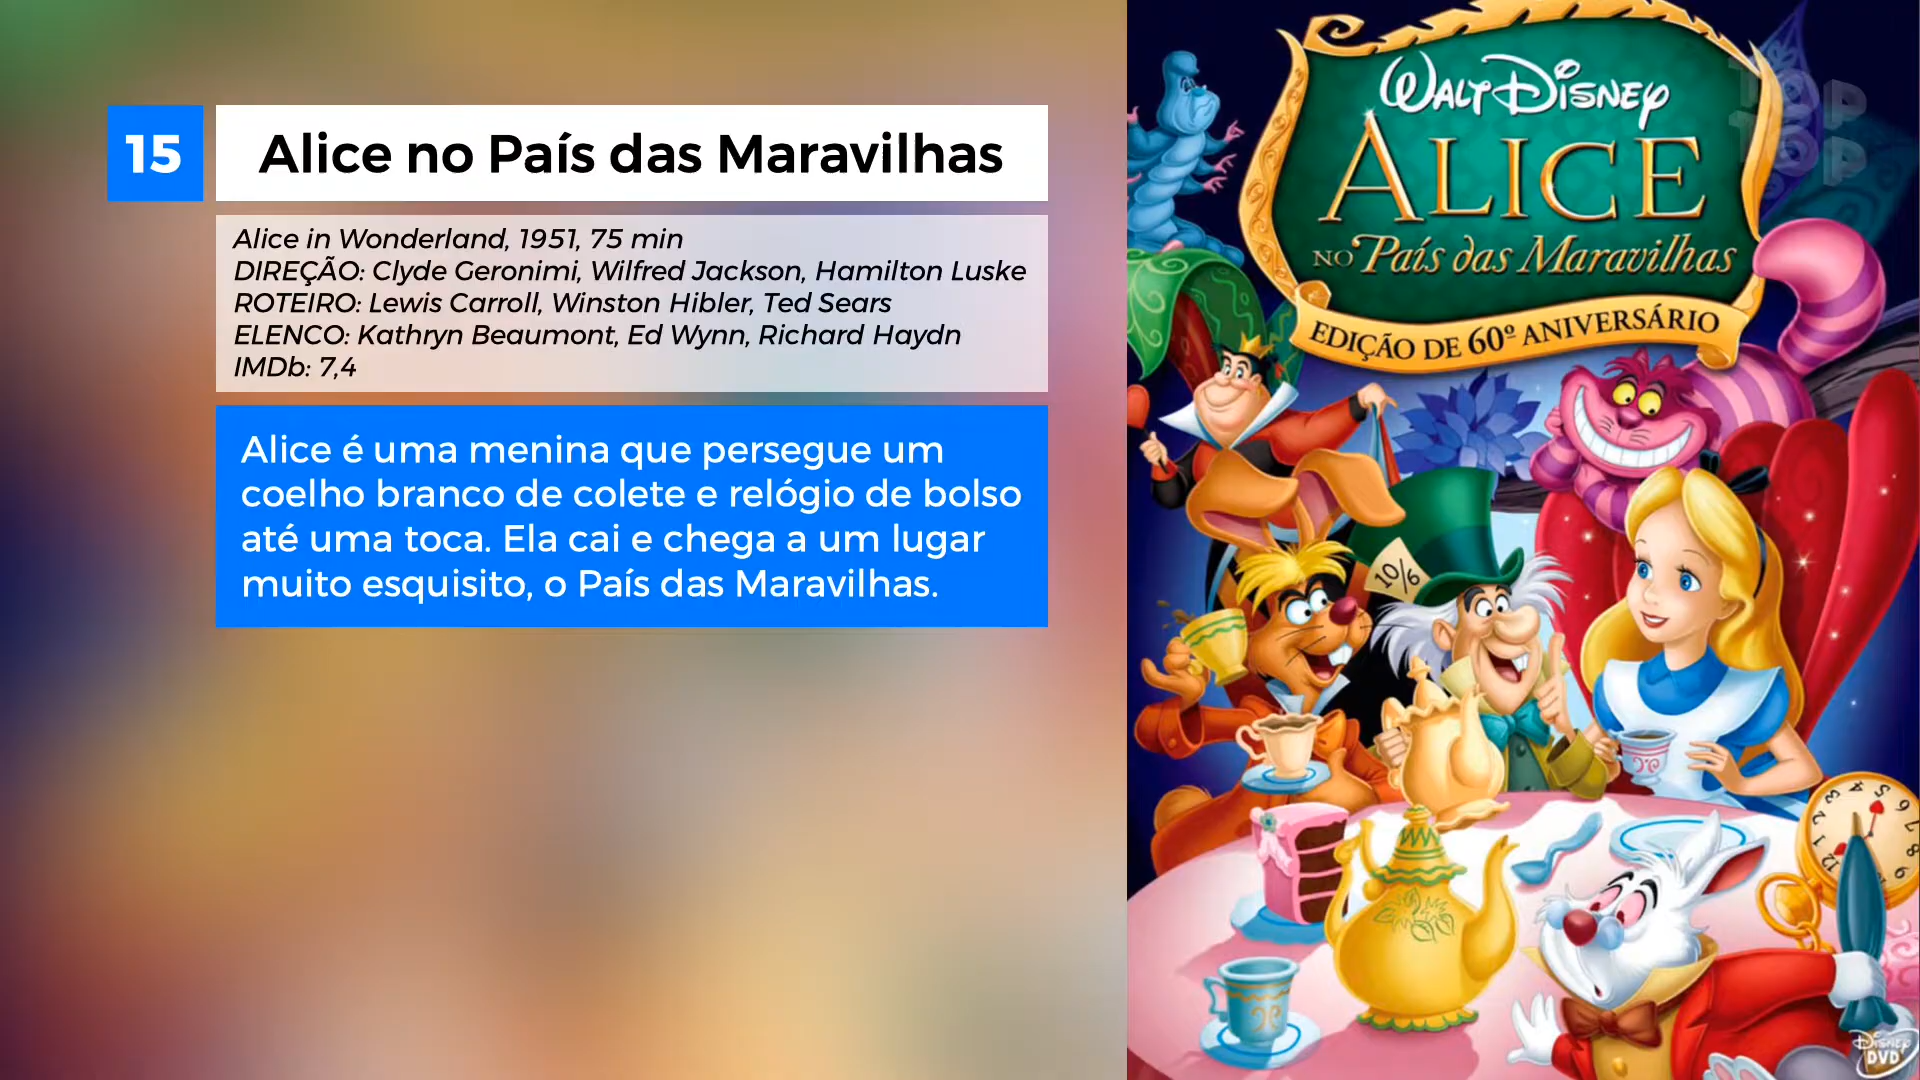 15
Alice no País das Maravilhas
Alice in Wonderland, 1951, 75 min
DIREÇÃO: Clyde Geronimi, Wilfred Jackson, Hamilton Luske
ROTEIRO: Lewis Carroll, Winston Hibler, Ted Sears
ELENCO: Kathryn Beaumont, Ed Wynn, Richard Haydn
IMDb: 7,4
Alice é uma menina que persegue um
coelho branco de colete e relógio de bolso
até uma toca. Ela cai e chega a um lugar
muito esquisito, o País das Maravilhas.
WALT DISNEY
ALICE
NO País das Maravilhas
EDIÇÃO DE 60º ANIVERSÁRIO
TOP
TOP
10/6
Disney
DVD